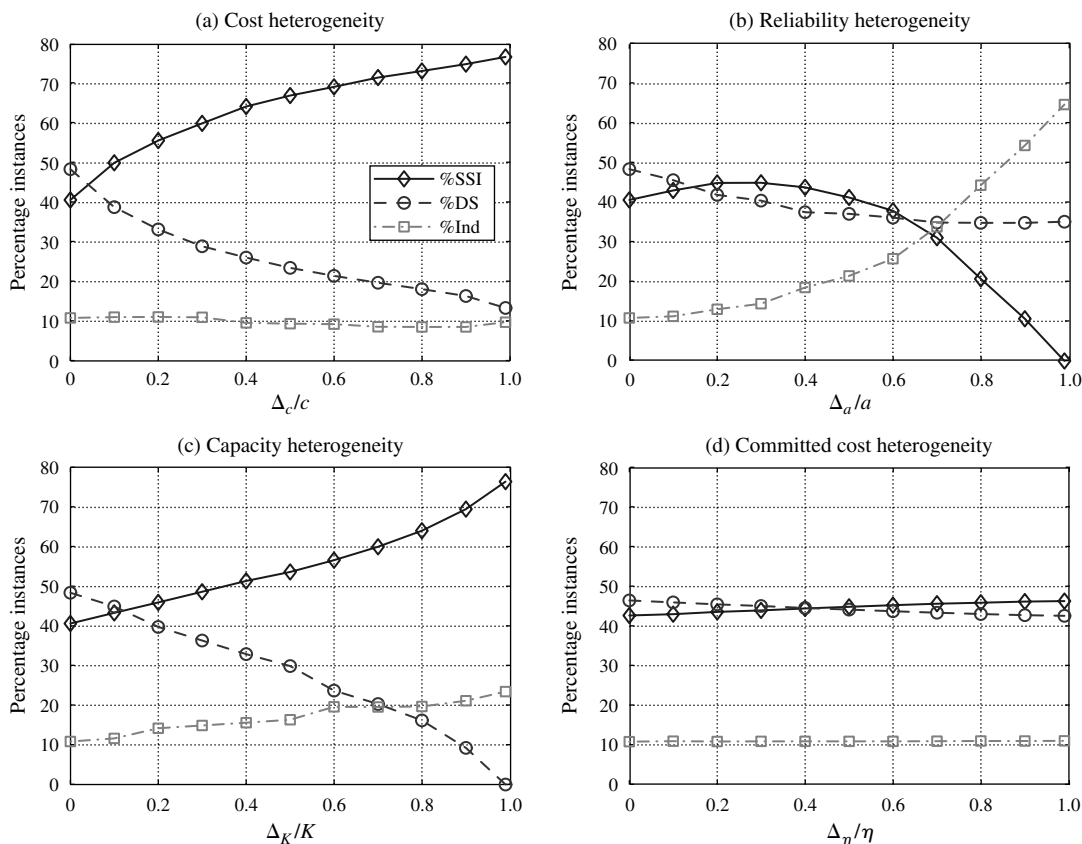 (a) Cost heterogeneity
80
70
60
50
40
30
20
10
0
Percentage instances
%SSI
%DS
%Ind
0 0.2 0.4 0.6 0.8 1.0
Δc/c
(b) Reliability heterogeneity
80
70
60
50
40
30
20
10
0
Percentage instances
0 0.2 0.4 0.6 0.8 1.0
Δa/a
(c) Capacity heterogeneity
80
70
60
50
40
30
20
10
0
Percentage instances
0 0.2 0.4 0.6 0.8 1.0
ΔK/K
(d) Committed cost heterogeneity
80
70
60
50
40
30
20
10
0
Percentage instances
0 0.2 0.4 0.6 0.8 1.0
Δη/η